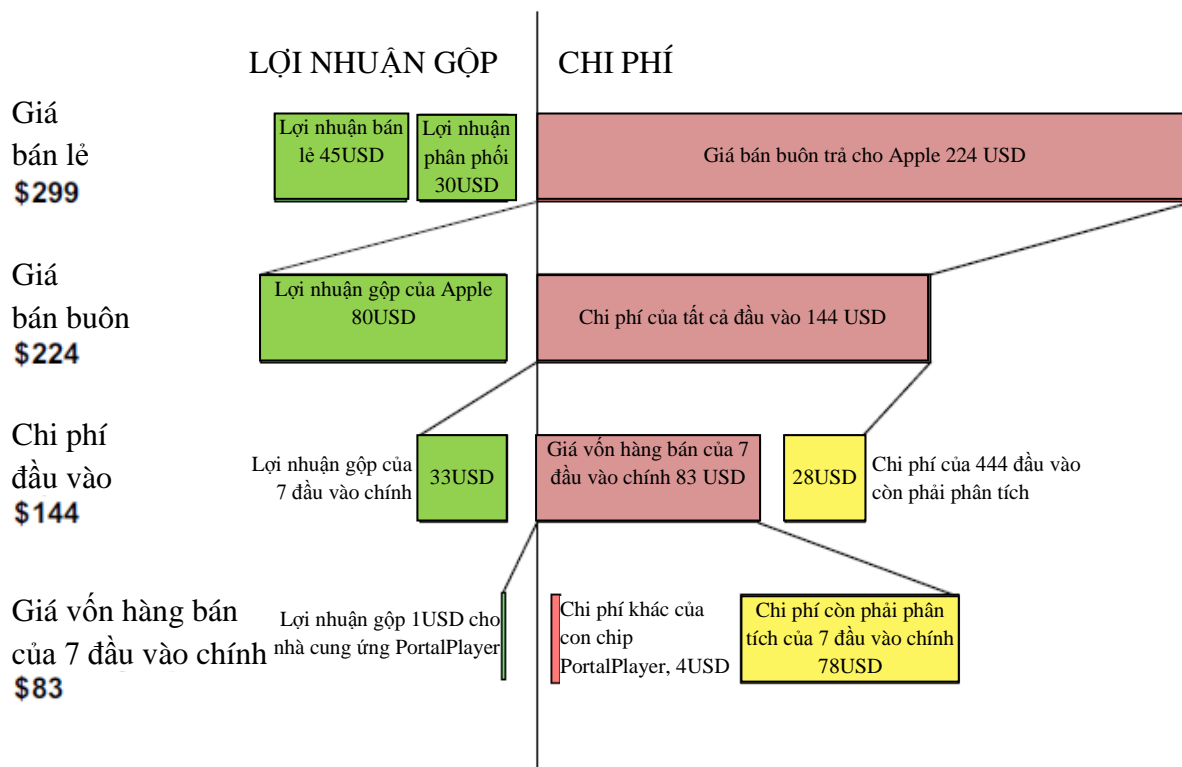 LỢI NHUẬN GỘP
CHI PHÍ
Giá
bán lẻ
$299
Lợi nhuận bán
lẻ 45USD
Lợi nhuận
phân phối
30USD
Giá bán buôn trả cho Apple 224 USD
Giá
bán buôn
$224
Lợi nhuận gộp của Apple
80USD
Chi phí của tất cả đầu vào 144 USD
Chi phí
đầu vào
$144
Lợi nhuận gộp của
7 đầu vào chính
33USD
Giá vốn hàng bán của 7
đầu vào chính 83 USD
28USD
Chi phí của 444 đầu vào
còn phải phân tích
Giá vốn hàng bán
của 7 đầu vào chính
$83
Lợi nhuận gộp 1USD cho
nhà cung ứng PortalPlayer
Chi phí khác của
con chip
PortalPlayer, 4USD
Chi phí còn phải phân
tích của 7 đầu vào chính
78USD